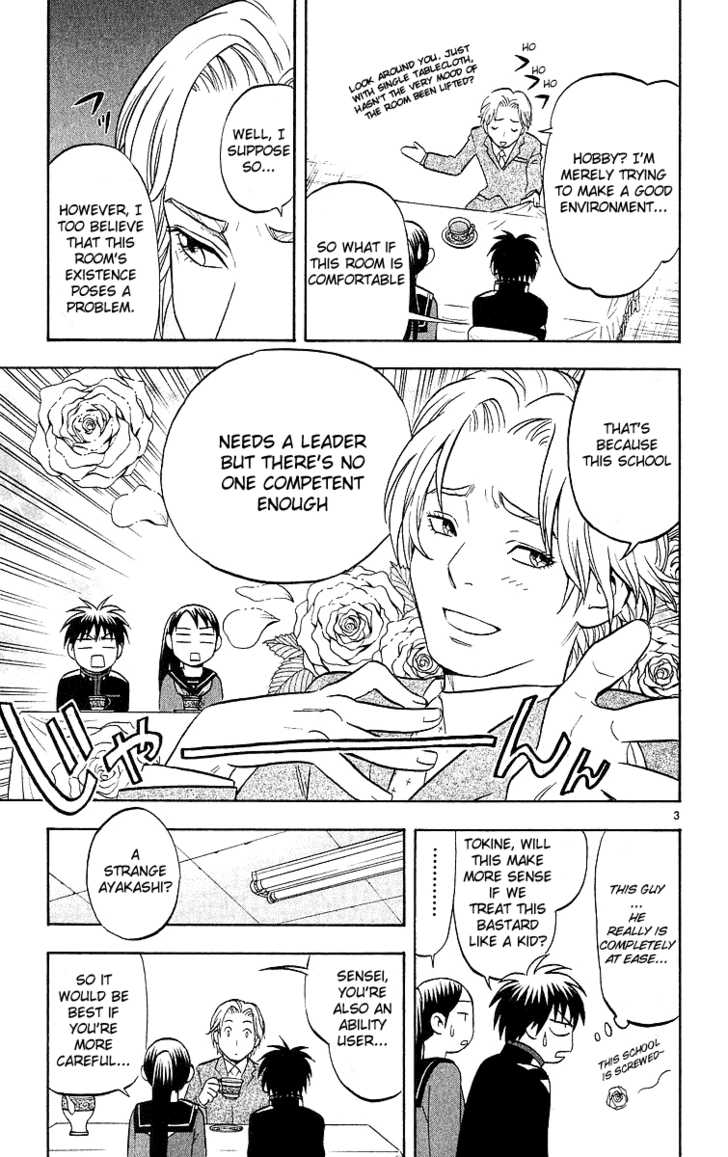 HO
HO
HO
LOOK AROUND YOU. JUST
WITH SINGLE TABLECLOTH,
HASN'T THE VERY MOOD OF
THE ROOM BEEN LIFTED?
HOBBY? I'M
MERELY TRYING
TO MAKE A GOOD
ENVIRONMENT...
SO WHAT IF
THIS ROOM IS
COMFORTABLE
WELL, I
SUPPOSE
SO...
HOWEVER, I
TOO BELIEVE
THAT THIS
ROOM'S
EXISTENCE
POSES A
PROBLEM.
THAT'S
BECAUSE
THIS SCHOOL
NEEDS A LEADER
BUT THERE'S NO
ONE COMPETENT
ENOUGH
じゃんん
3
THIS GUY
...
HE
REALLY IS
COMPLETELY
AT EASE...
THIS SCHOOL
IS SCREWED~
TOKINE, WILL
THIS MAKE
MORE SENSE
IF WE
TREAT THIS
BASTARD
LIKE A KID?
.........
A
STRANGE
AYAKASHI?
SENSEI,
YOU'RE
ALSO AN
ABILITY
USER...
SO IT
WOULD BE
BEST IF
YOU'RE
MORE
CAREFUL...